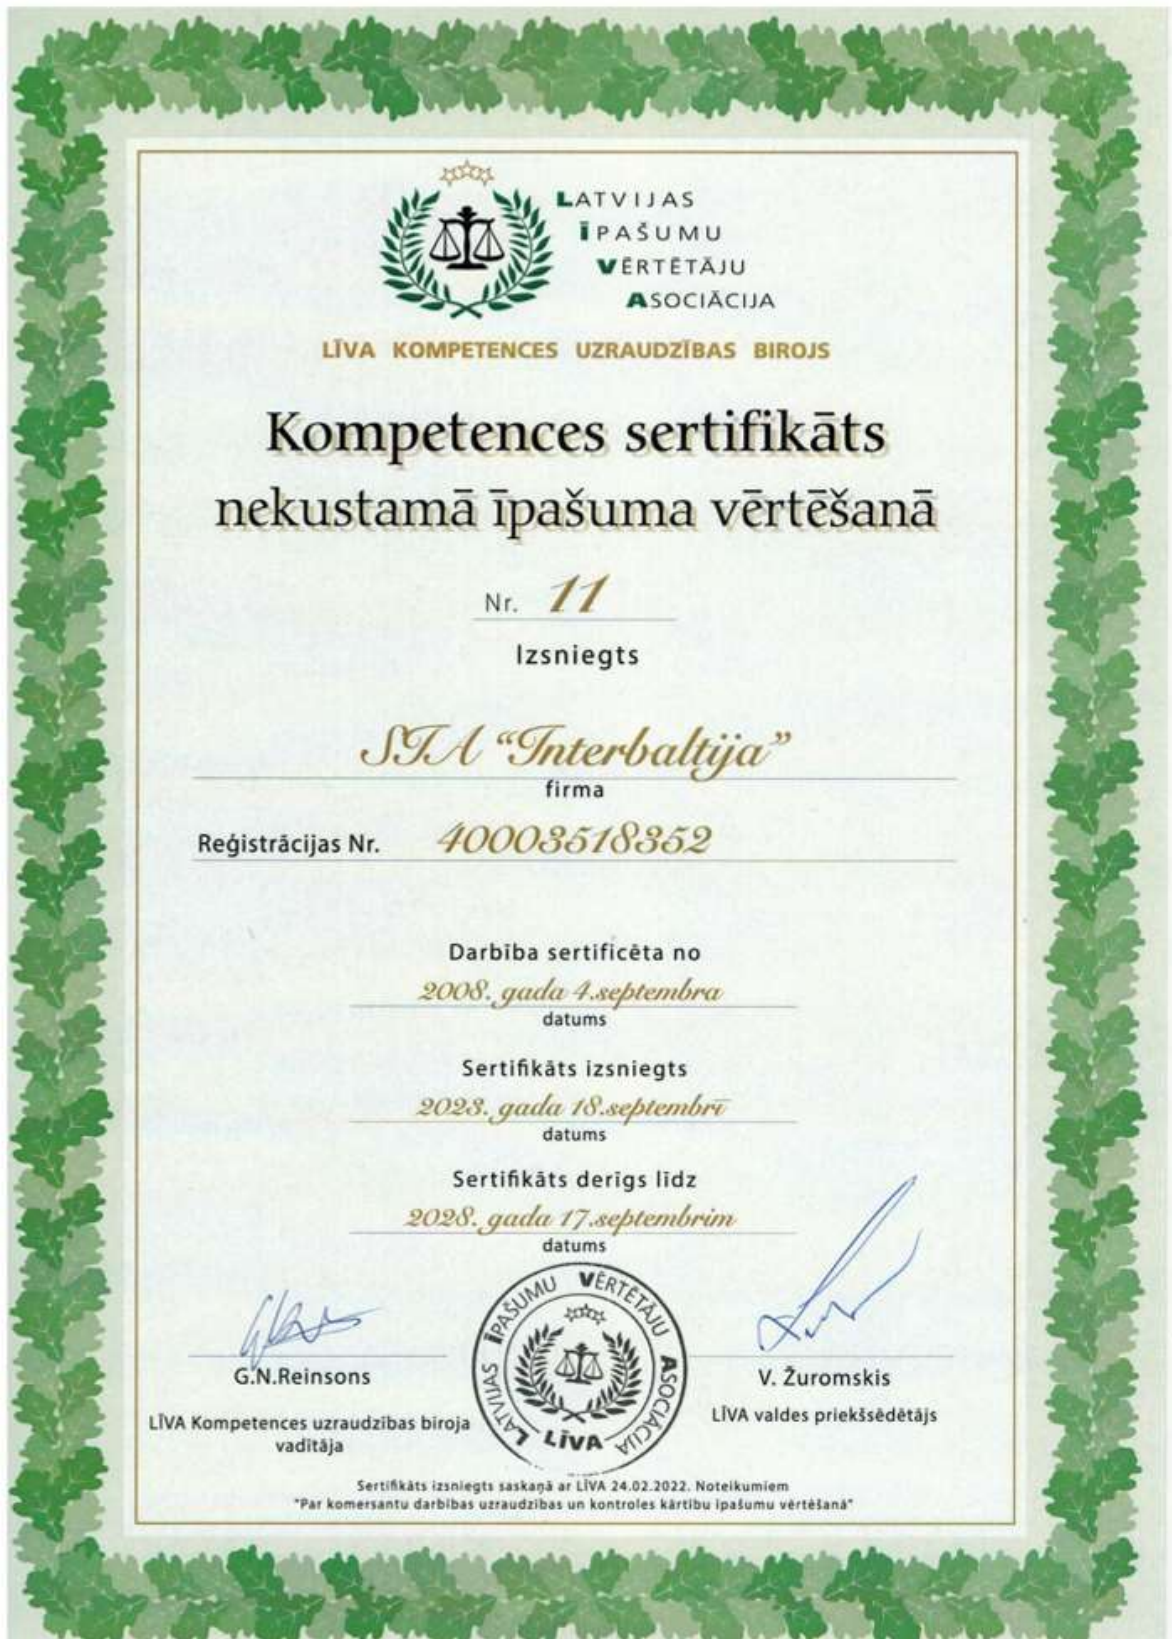 LATVIJAS
ĪPAŠUMU
VĒRTĒTĀJU
ASOCIĀCIJA
LĪVA KOMPETENCES UZRAUDZĪBAS BIROJS
Kompetences sertifikāts
nekustamā īpašuma vērtēšanā
Nr. 11
Izsniegts
SIA “Interbaltija”
firma
Reģistrācijas Nr. 40003518352
Darbība sertificēta no
2008. gada 4.septembra
datums
Sertifikāts izsniegts
2023. gada 18.septembrī
datums
Sertifikāts derīgs līdz
2028. gada 17.septembrim
datums
LATVIJAS ĪPAŠUMU VĒRTĒTĀJU ASOCIĀCIJA
LĪVA
G.N.Reinsons
LĪVA Kompetences uzraudzības biroja
vadītāja
V. Žuromskis
LĪVA valdes priekšsēdētājs
Sertifikāts izsniegts saskaņā ar LĪVA 24.02.2022. Noteikumiem
"Par komersantu darbības uzraudzības un kontroles kārtību īpašumu vērtēšanā"